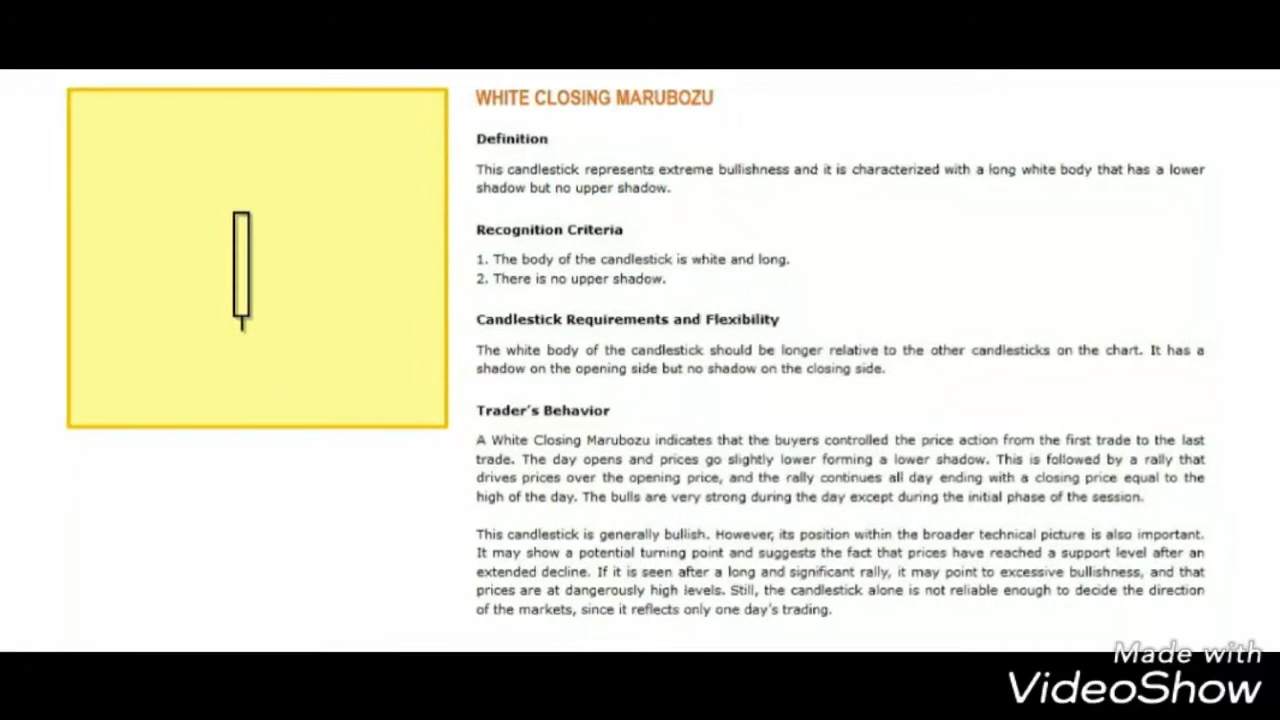 WHITE CLOSING MARUBOZU
Definition
This candlestick represents extreme bullishness and it is characterized with a long white body that has a lower
shadow but no upper shadow.
Recognition Criteria
1. The body of the candlestick is white and long.
2. There is no upper shadow.
Candlestick Requirements and Flexibility
The white body of the candlestick should be longer relative to the other candlesticks on the chart. It has a
shadow on the opening side but no shadow on the closing side.
Trader's Behavior
A White Closing Marubozu indicates that the buyers controlled the price action from the first trade to the last
trade. The day opens and prices go slightly lower forming a lower shadow. This is followed by a rally that
drives prices over the opening price, and the rally continues all day ending with a closing price equal to the
high of the day. The bulls are very strong during the day except during the initial phase of the session.
This candlestick is generally bullish. However, its position within the broader technical picture is also important.
It may show a potential turning point and suggests the fact that prices have reached a support level after an
extended decline. If it is seen after a long and significant rally, it may point to excessive bullishness, and that
prices are at dangerously high levels. Still, the candlestick alone is not reliable enough to decide the direction
of the markets, since it reflects only one day's trading.
Made with
VideoShow